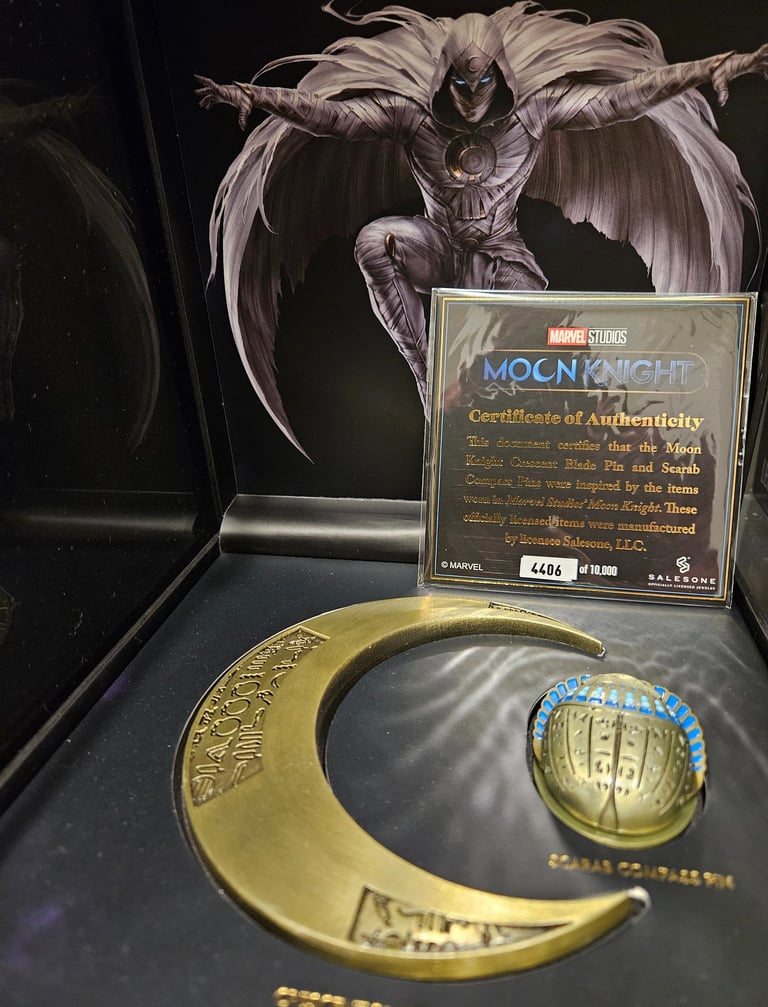 MARVEL STUDIOS
MOON KNIGHT
Certificate of Authenticity
This document certifies that the Moon
Knight Crescent Blade Pin and Scarab
Compass Pins were inspired by the items
worn in Marvel Studios' Moon Knight. These
officially licensed items were manufactured
by licensee Salesone, LLC.
© MARVEL
4406 of 10,000
SALESONE
OFFICIALLY LICENSED JEWELRY
SCARAB COMPASS PIN